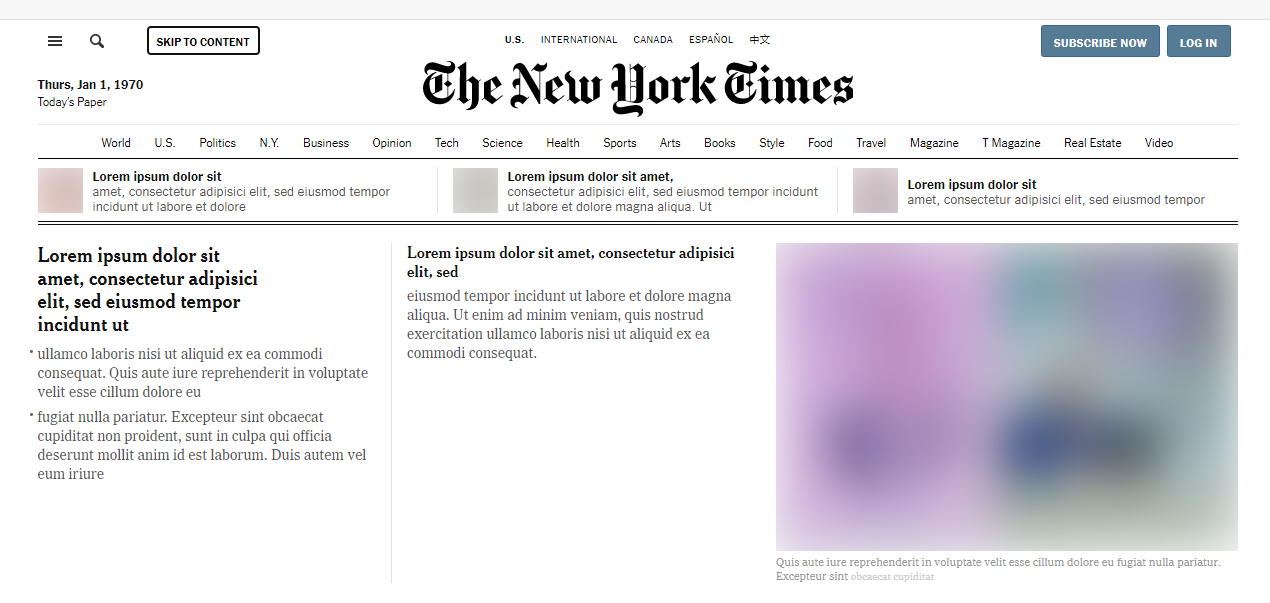 SKIP TO CONTENT
U.S. INTERNATIONAL CANADA ESPAÑOL 中文
SUBSCRIBE NOW LOG IN
Thurs, Jan 1, 1970
Today's Paper
The New York Times
World U.S. Politics N.Y. Business Opinion Tech Science Health Sports Arts Books Style Food Travel Magazine T Magazine Real Estate Video
Lorem ipsum dolor sit
amet, consectetur adipisici elit, sed eiusmod tempor
incidunt ut labore et dolore
Lorem ipsum dolor sit amet,
consectetur adipisici elit, sed eiusmod tempor incidunt
ut labore et dolore magna aliqua. Ut
Lorem ipsum dolor sit
amet, consectetur adipisici elit, sed eiusmod tempor
Lorem ipsum dolor sit
amet, consectetur adipisici
elit, sed eiusmod tempor
incidunt ut
• ullamco laboris nisi ut aliquid ex ea commodi
consequat. Quis aute iure reprehenderit in voluptate
velit esse cillum dolore eu
• fugiat nulla pariatur. Excepteur sint obcaecat
cupiditat non proident, sunt in culpa qui officia
deserunt mollit anim id est laborum. Duis autem vel
eum iriure
Lorem ipsum dolor sit amet, consectetur adipisici
elit, sed
eiusmod tempor incidunt ut labore et dolore magna
aliqua. Ut enim ad minim veniam, quis nostrud
exercitation ullamco laboris nisi ut aliquid ex ea
commodi consequat.
Quis aute iure reprehenderit in voluptate velit esse cillum dolore eu fugiat nulla pariatur.
Excepteur sint obcaecat cupiditat